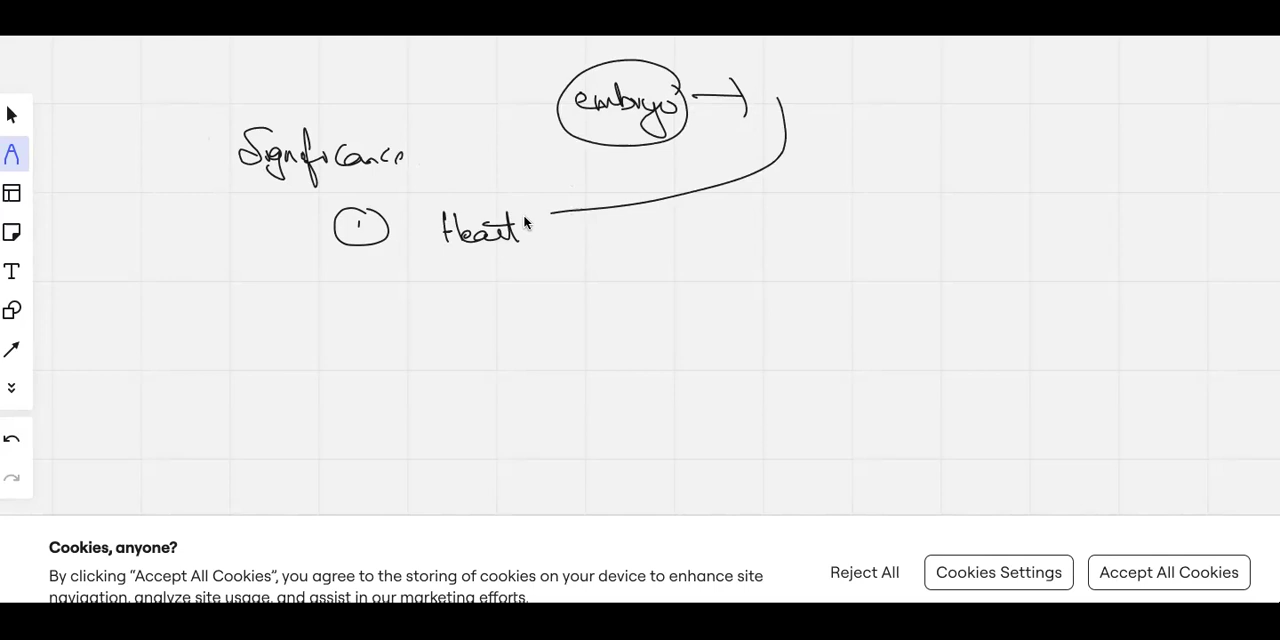 embryo
Significance
1 Heart
Cookies, anyone?
By clicking “Accept All Cookies”, you agree to the storing of cookies on your device to enhance site
navigation, analyze site usage, and assist in our marketing efforts.
Reject All
Cookies Settings
Accept All Cookies